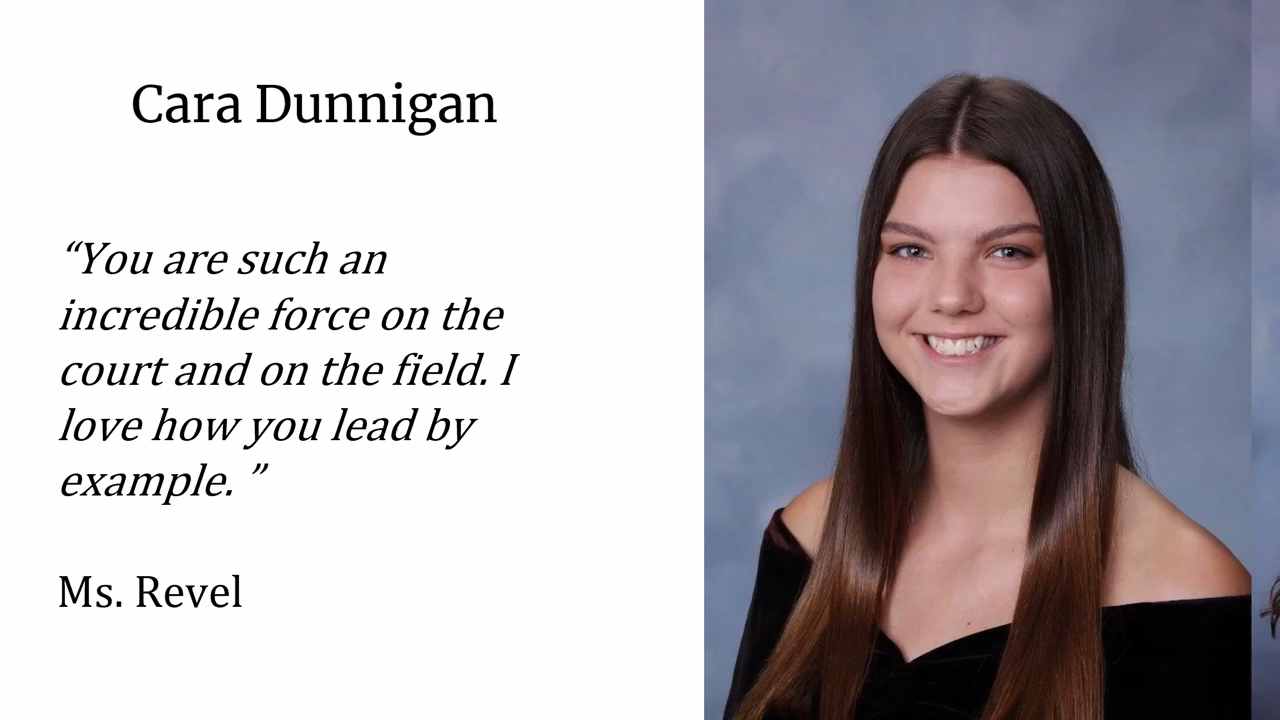 Cara Dunnigan
“You are such an
incredible force on the
court and on the field. I
love how you lead by
example. ”
Ms. Revel